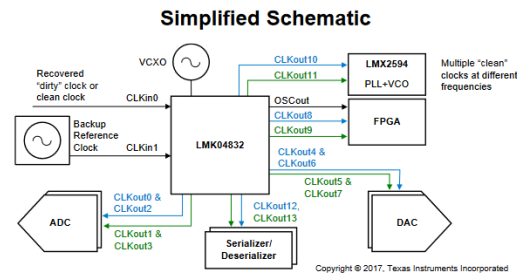 Simplified Schematic
VCXO
CLKout10
CLKout11
LMX2594
PLL+VCO
Multiple “clean”
clocks at different
frequencies
Recovered
“dirty” clock or
clean clock
CLKin0
OSCout
CLKout8
CLKout9
FPGA
Backup
Reference
Clock
CLKin1
LMK04832
CLKout4 &
CLKout6
CLKout5 &
CLKout7
CLKout0 &
CLKout2
CLKout1 &
CLKout3
CLKout12,
CLKout13
ADC
DAC
Serializer/
Deserializer
Copyright © 2017, Texas Instruments Incorporated